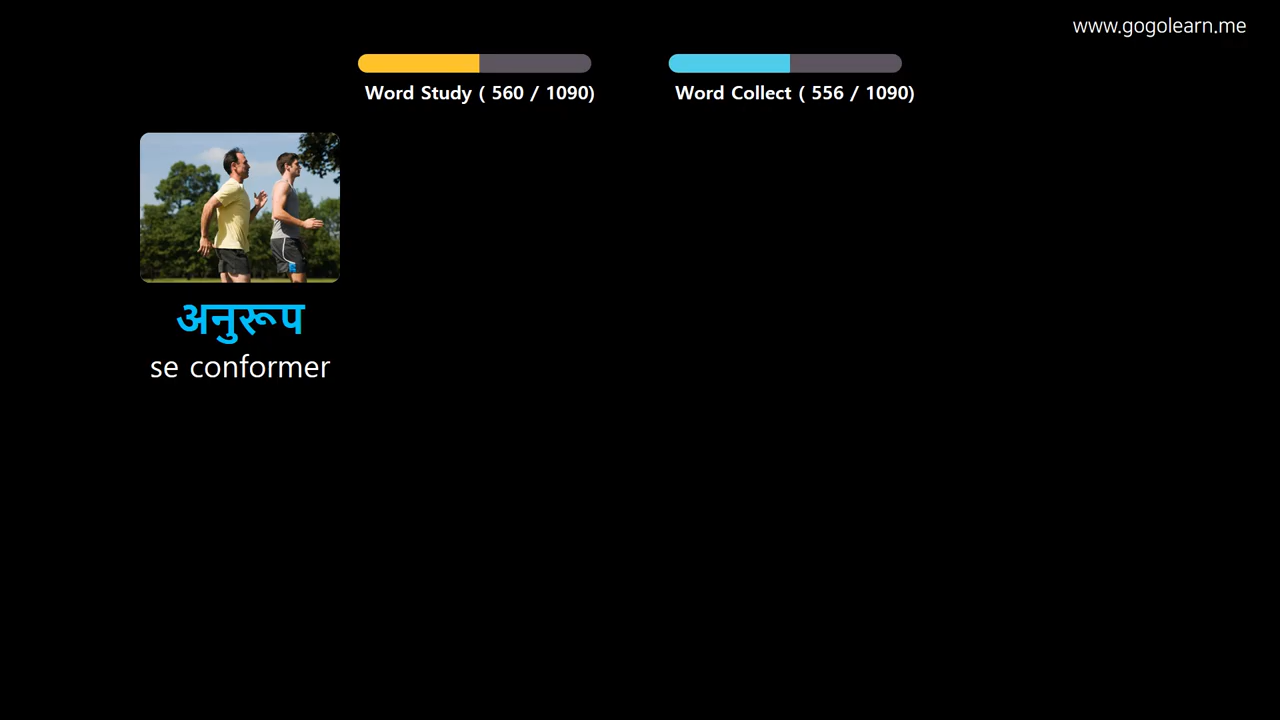 www.gogolearn.me
Word Study ( 560 / 1090)
Word Collect ( 556 / 1090)
अनुरूप
se conformer